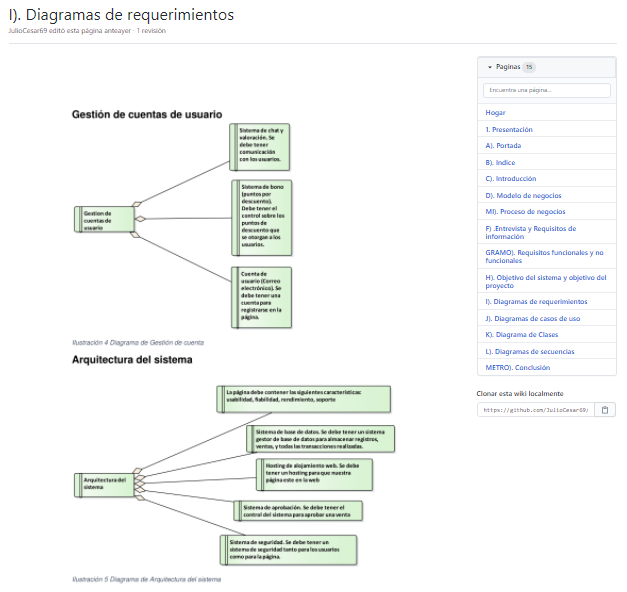 I). Diagramas de requerimientos
JulioCesar69 editó esta página anteayer · 1 revisión
Gestión de cuentas de usuario
Sistema de chat y
valoración. Se
debe tener
comunicación
con los usuarios.
Gestion de
cuentas de
usuario
Sistema de bono
(puntos por
descuento).
Debe tener el
control sobre los
puntos de
descuento que
se otorgan a los
usuarios.
Cuenta de
usuario (Correo
electrónico). Se
debe tener una
cuenta para
registrarse en la
página.
Ilustración 4 Diagrama de Gestión de cuenta
Arquitectura del sistema
La página debe contener las siguientes características:
usabilidad, fiabilidad, rendimiento, soporte
Sistema de base de datos. Se debe tener un sistema
gestor de base de datos para almacenar registros,
ventas, y todas las transacciones realizadas.
Arquitectura del
sistema
Hosting de alojamiento web. Se debe
tener un hosting para que nuestra
página este en la web
Sistema de aprobación. Se debe tener el
control del sistema para aprobar una venta
Sistema de seguridad. Se debe tener un
sistema de seguridad tanto para los usuarios
como para la página.
Ilustración 5 Diagrama de Arquitectura del sistema
Paginas 15
Encuentra una página...
Hogar
1. Presentación
A). Portada
B). Indice
C). Introducción
D). Modelo de negocios
MI). Proceso de negocios
F) .Entrevista y Requisitos de
Información
GRAMO). Requisitos funcionales y no
funcionales
H). Objetivo del sistema y objetivo del
proyecto
I). Diagramas de requerimientos
J). Diagramas de casos de uso
K). Diagrama de Clases
L). Diagramas de secuencias
METRO). Conclusión
Clonar esta wiki localmente
https://github.com/JulioCesar69/